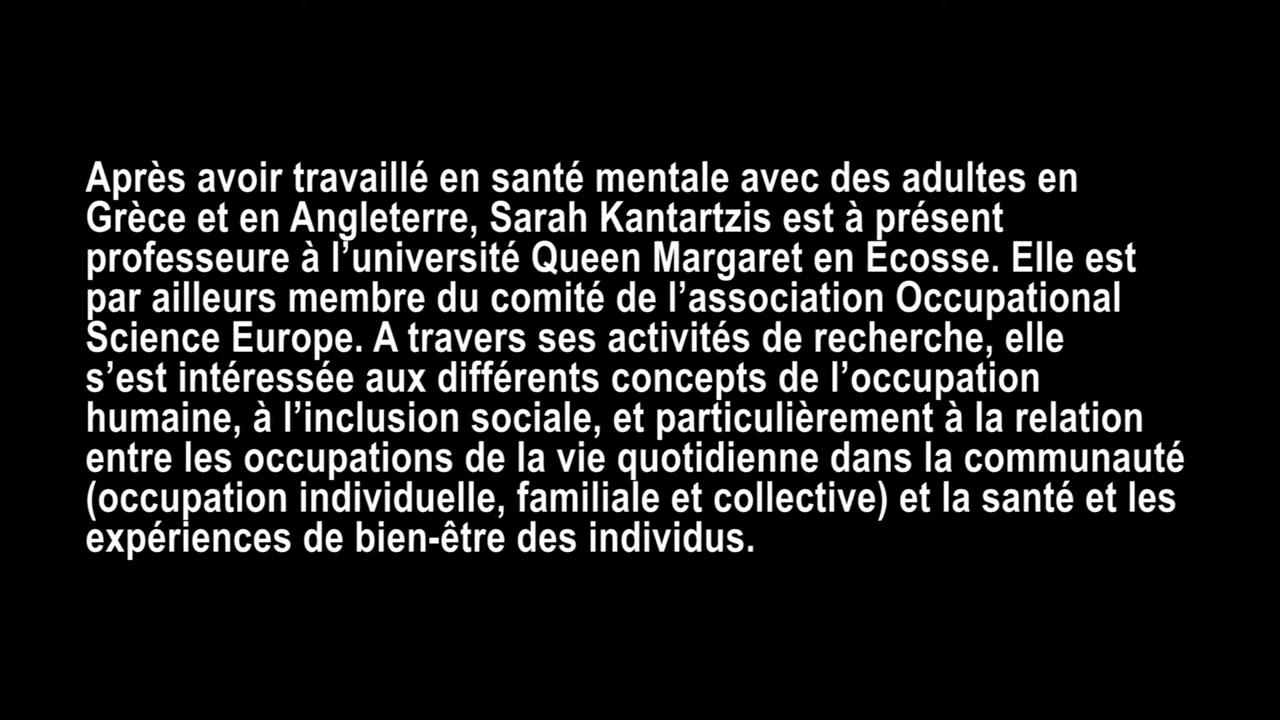 Après avoir travaillé en santé mentale avec des adultes en
Grèce et en Angleterre, Sarah Kantartzis est à présent
professeure à l’université Queen Margaret en Ecosse. Elle est
par ailleurs membre du comité de l’association Occupational
Science Europe. A travers ses activités de recherche, elle
s’est intéressée aux différents concepts de l’occupation
humaine, à l’inclusion sociale, et particulièrement à la relation
entre les occupations de la vie quotidienne dans la communauté
(occupation individuelle, familiale et collective) et la santé et les
expériences de bien-être des individus.